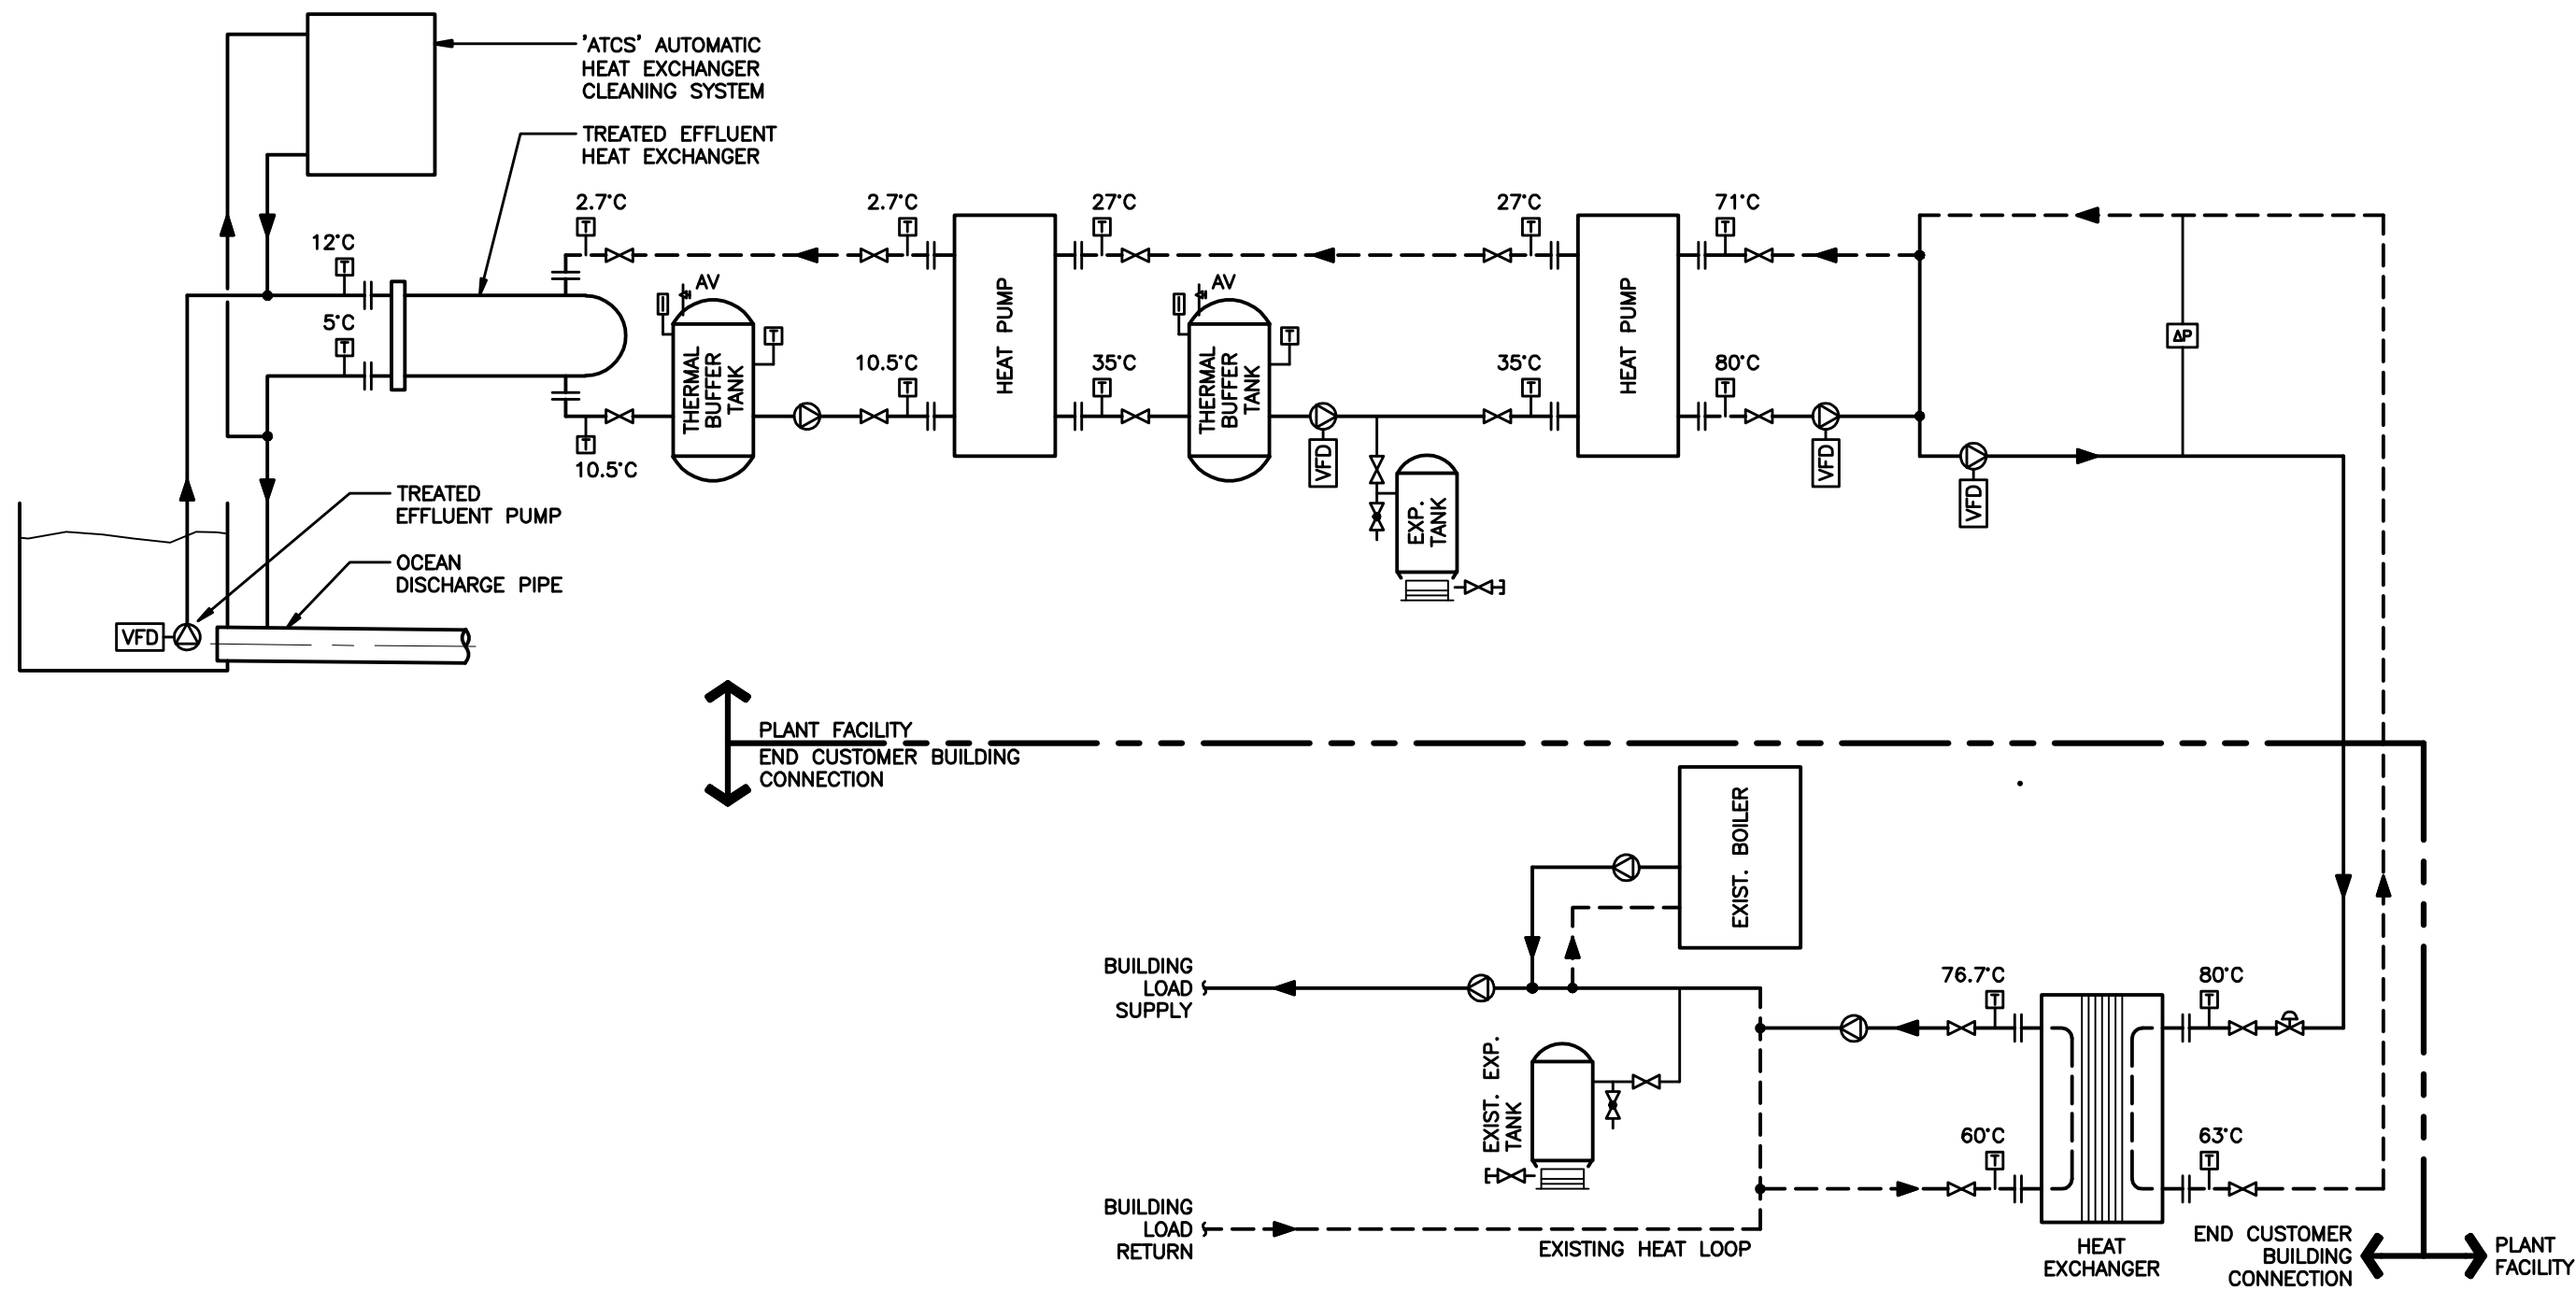 'ATCS' AUTOMATIC
HEAT EXCHANGER
CLEANING SYSTEM
TREATED EFFLUENT
HEAT EXCHANGER
12°C
T
5°C
T
2.7°C
T
2.7°C
T
27°C
T
27°C
T
71°C
T
AV
T
THERMAL
BUFFER
TANK
10.5°C
T
10.5°C
T
HEAT PUMP
35°C
T
AV
T
THERMAL
BUFFER
TANK
VFD
35°C
T
HEAT PUMP
80°C
T
VFD
VFD
ΔP
EXP.
TANK
TREATED
EFFLUENT PUMP
OCEAN
DISCHARGE PIPE
VFD
PLANT FACILITY
END CUSTOMER BUILDING
CONNECTION
EXIST. BOILER
BUILDING
LOAD
SUPPLY
EXIST. EXP.
TANK
76.7°C
T
80°C
T
60°C
T
63°C
T
BUILDING
LOAD
RETURN
EXISTING HEAT LOOP
HEAT
EXCHANGER
END CUSTOMER
BUILDING
CONNECTION
PLANT
FACILITY